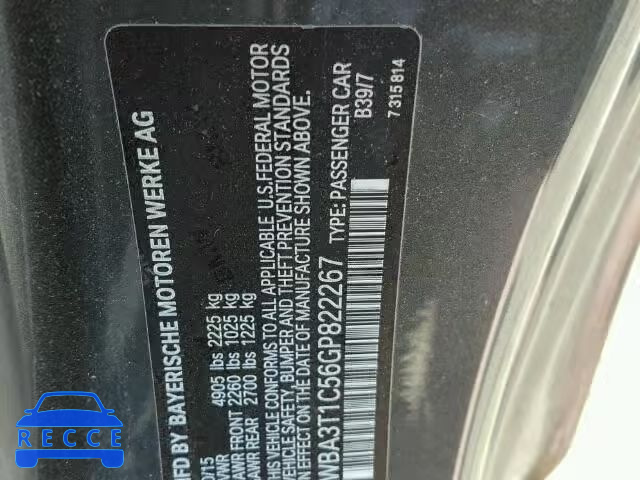 MFD BY BAYERISCHE MOTOREN WERKE AG
/15
GVWR 4905 lbs 2225 kg
GAWR FRONT 2260 lbs 1025 kg
GAWR REAR 2700 lbs 1225 kg
THIS VEHICLE CONFORMS TO ALL APPLICABLE U.S. FEDERAL MOTOR
VEHICLE SAFETY, BUMPER AND THEFT PREVENTION STANDARDS
IN EFFECT ON THE DATE OF MANUFACTURE SHOWN ABOVE.
WBA3T1C56GP822267 TYPE: PASSENGER CAR
B39/7
7 315 814